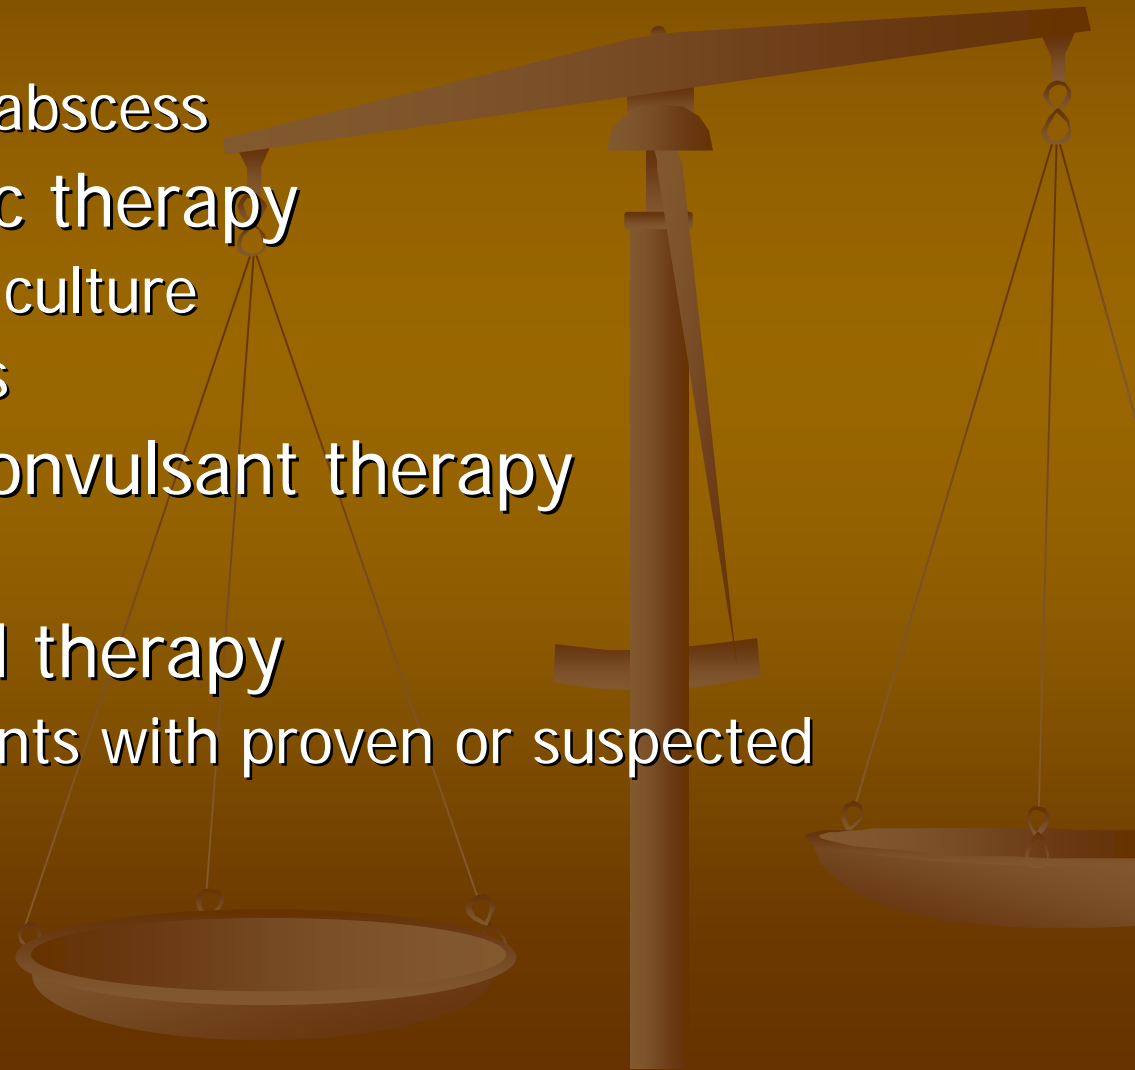 abscess
c therapy
culture
s
onvulsant therapy
l therapy
nts with proven or suspected